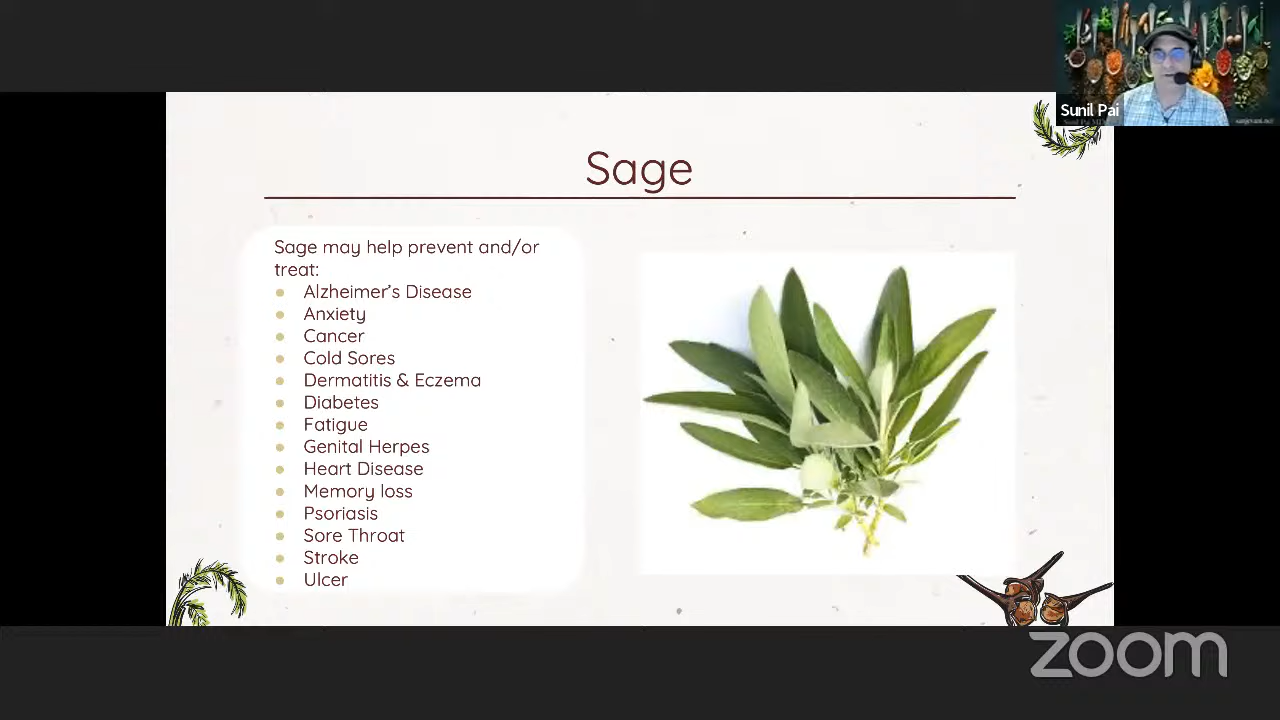 Sunil Pai
Sage
Sage may help prevent and/or
treat:
Alzheimer's Disease
Anxiety
Cancer
Cold Sores
Dermatitis & Eczema
Diabetes
Fatigue
Genital Herpes
Heart Disease
Memory loss
Psoriasis
Sore Throat
Stroke
Ulcer
zoom